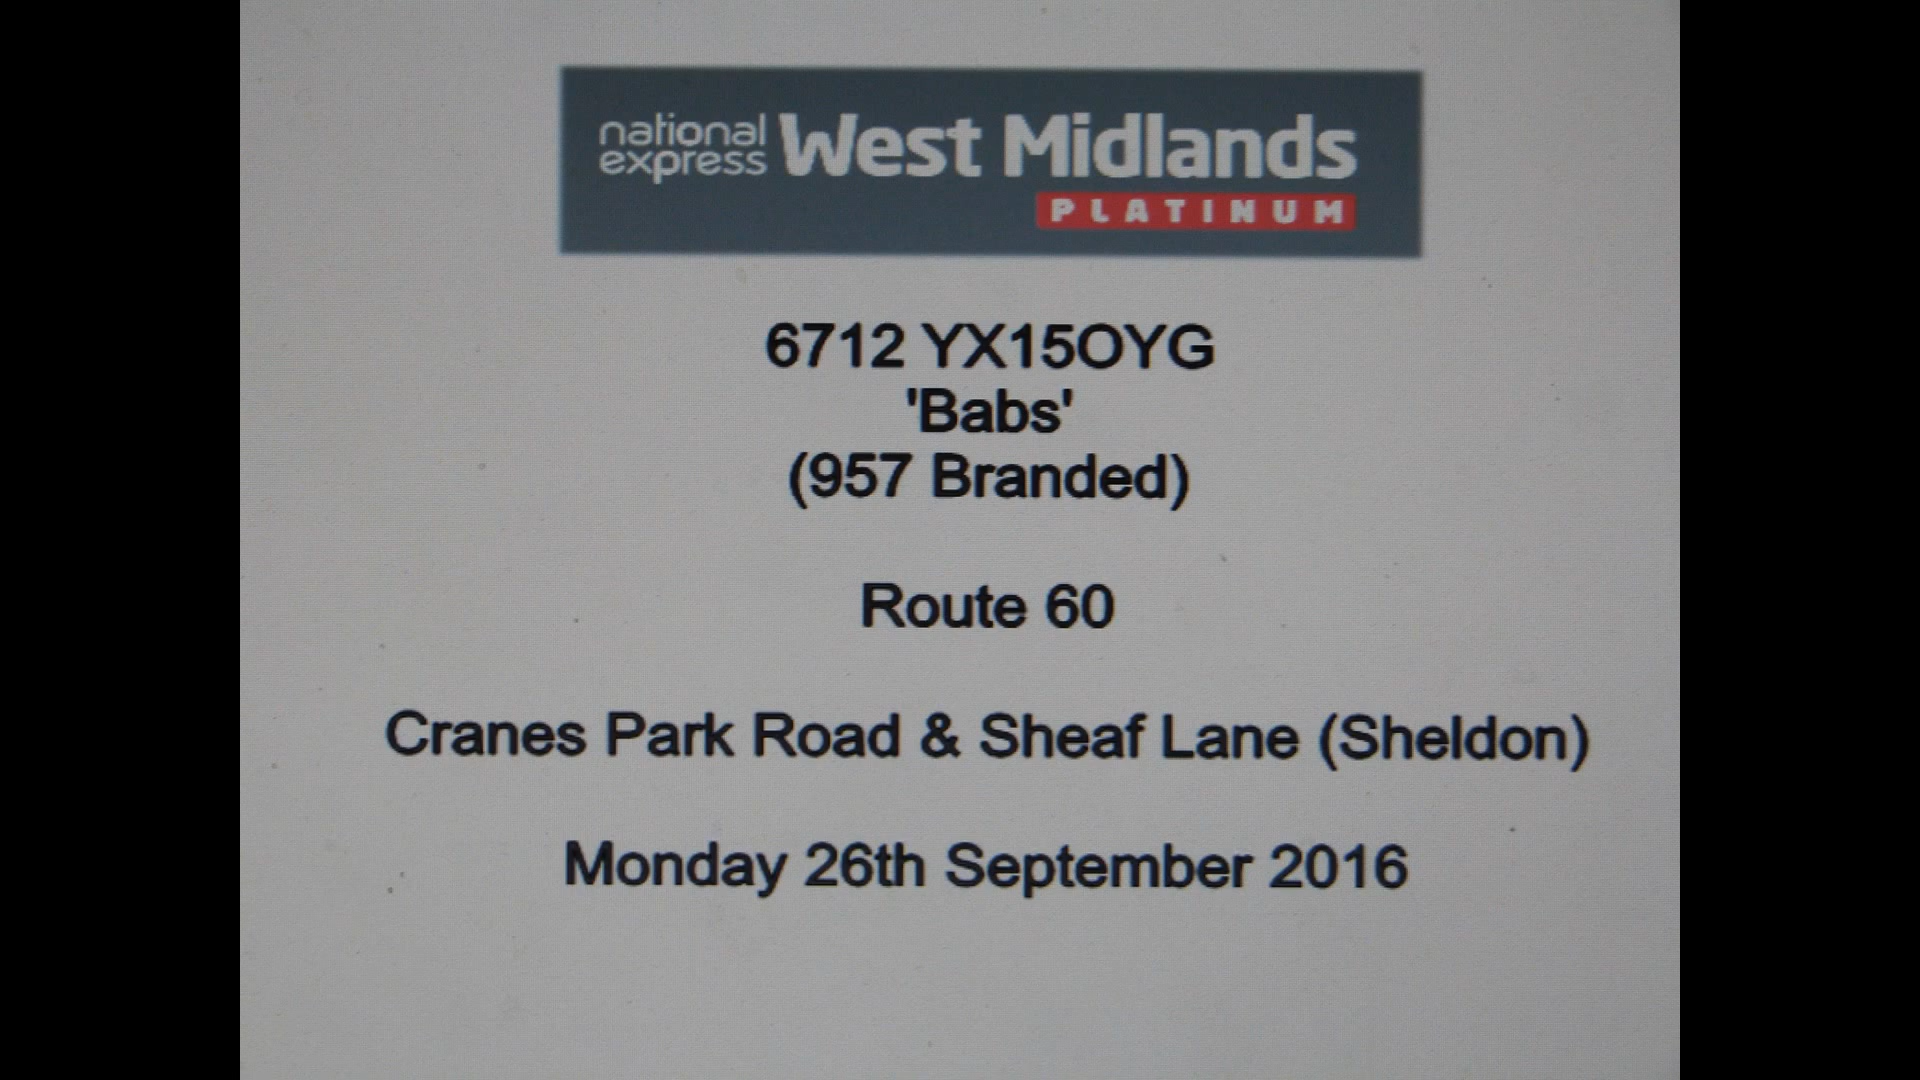 national express West Midlands
PLATINUM
6712 YX15OYG
'Babs'
(957 Branded)
Route 60
Cranes Park Road & Sheaf Lane (Sheldon)
Monday 26th September 2016